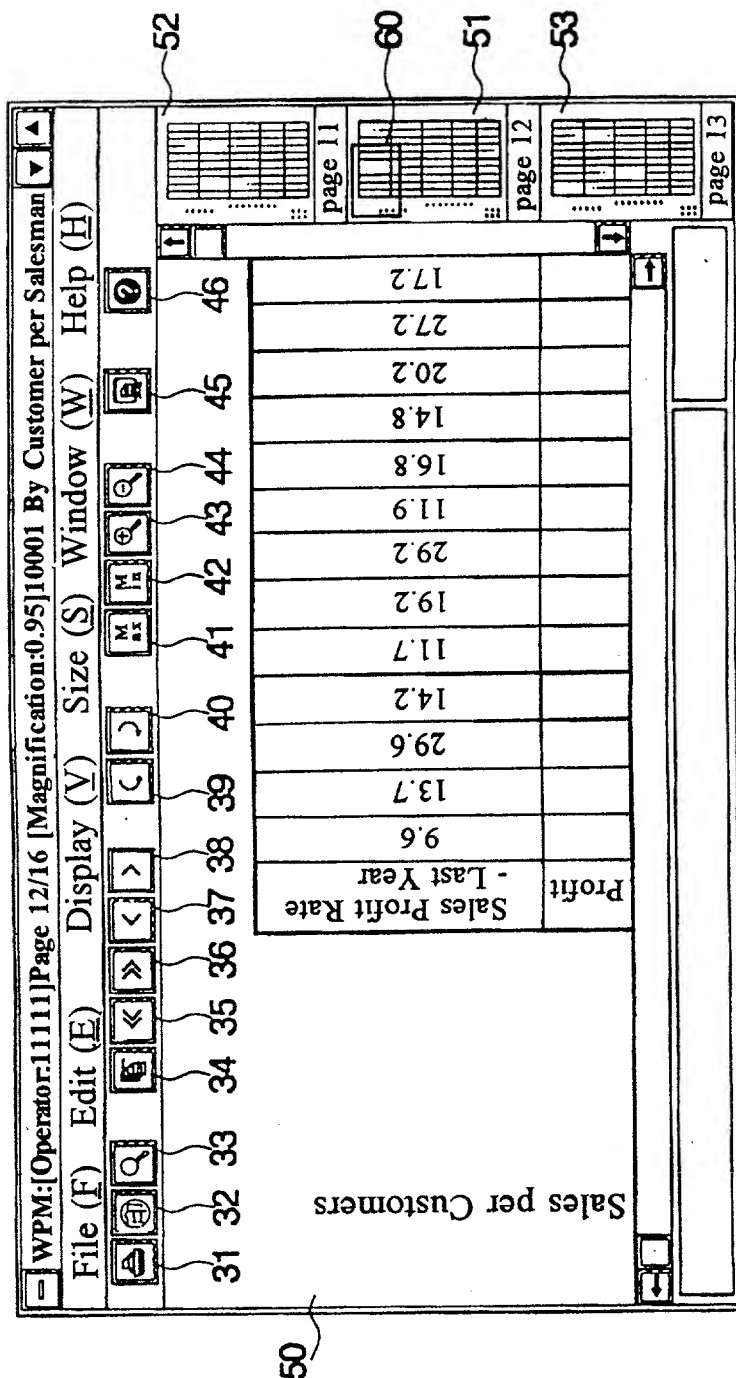 WPM:[Operator:11111]Page 12/16 [Magnification:0.95]10001 By Customer per Salesman
File (F) Edit (E) Display (V) Size (S) Window (W) Help (H)
M
ax
M
in
31 32 33 34 35 36 37 38 39 40 41 42 43 44 45 46
50
Sales per Customers
Sales Profit Rate
- Last Year
9.6 13.7 29.6 14.2 11.7 19.2 29.2 11.9 16.8 14.8 20.2 27.2 17.2
Profit
page 11
page 12
page 13
52
60
51
53